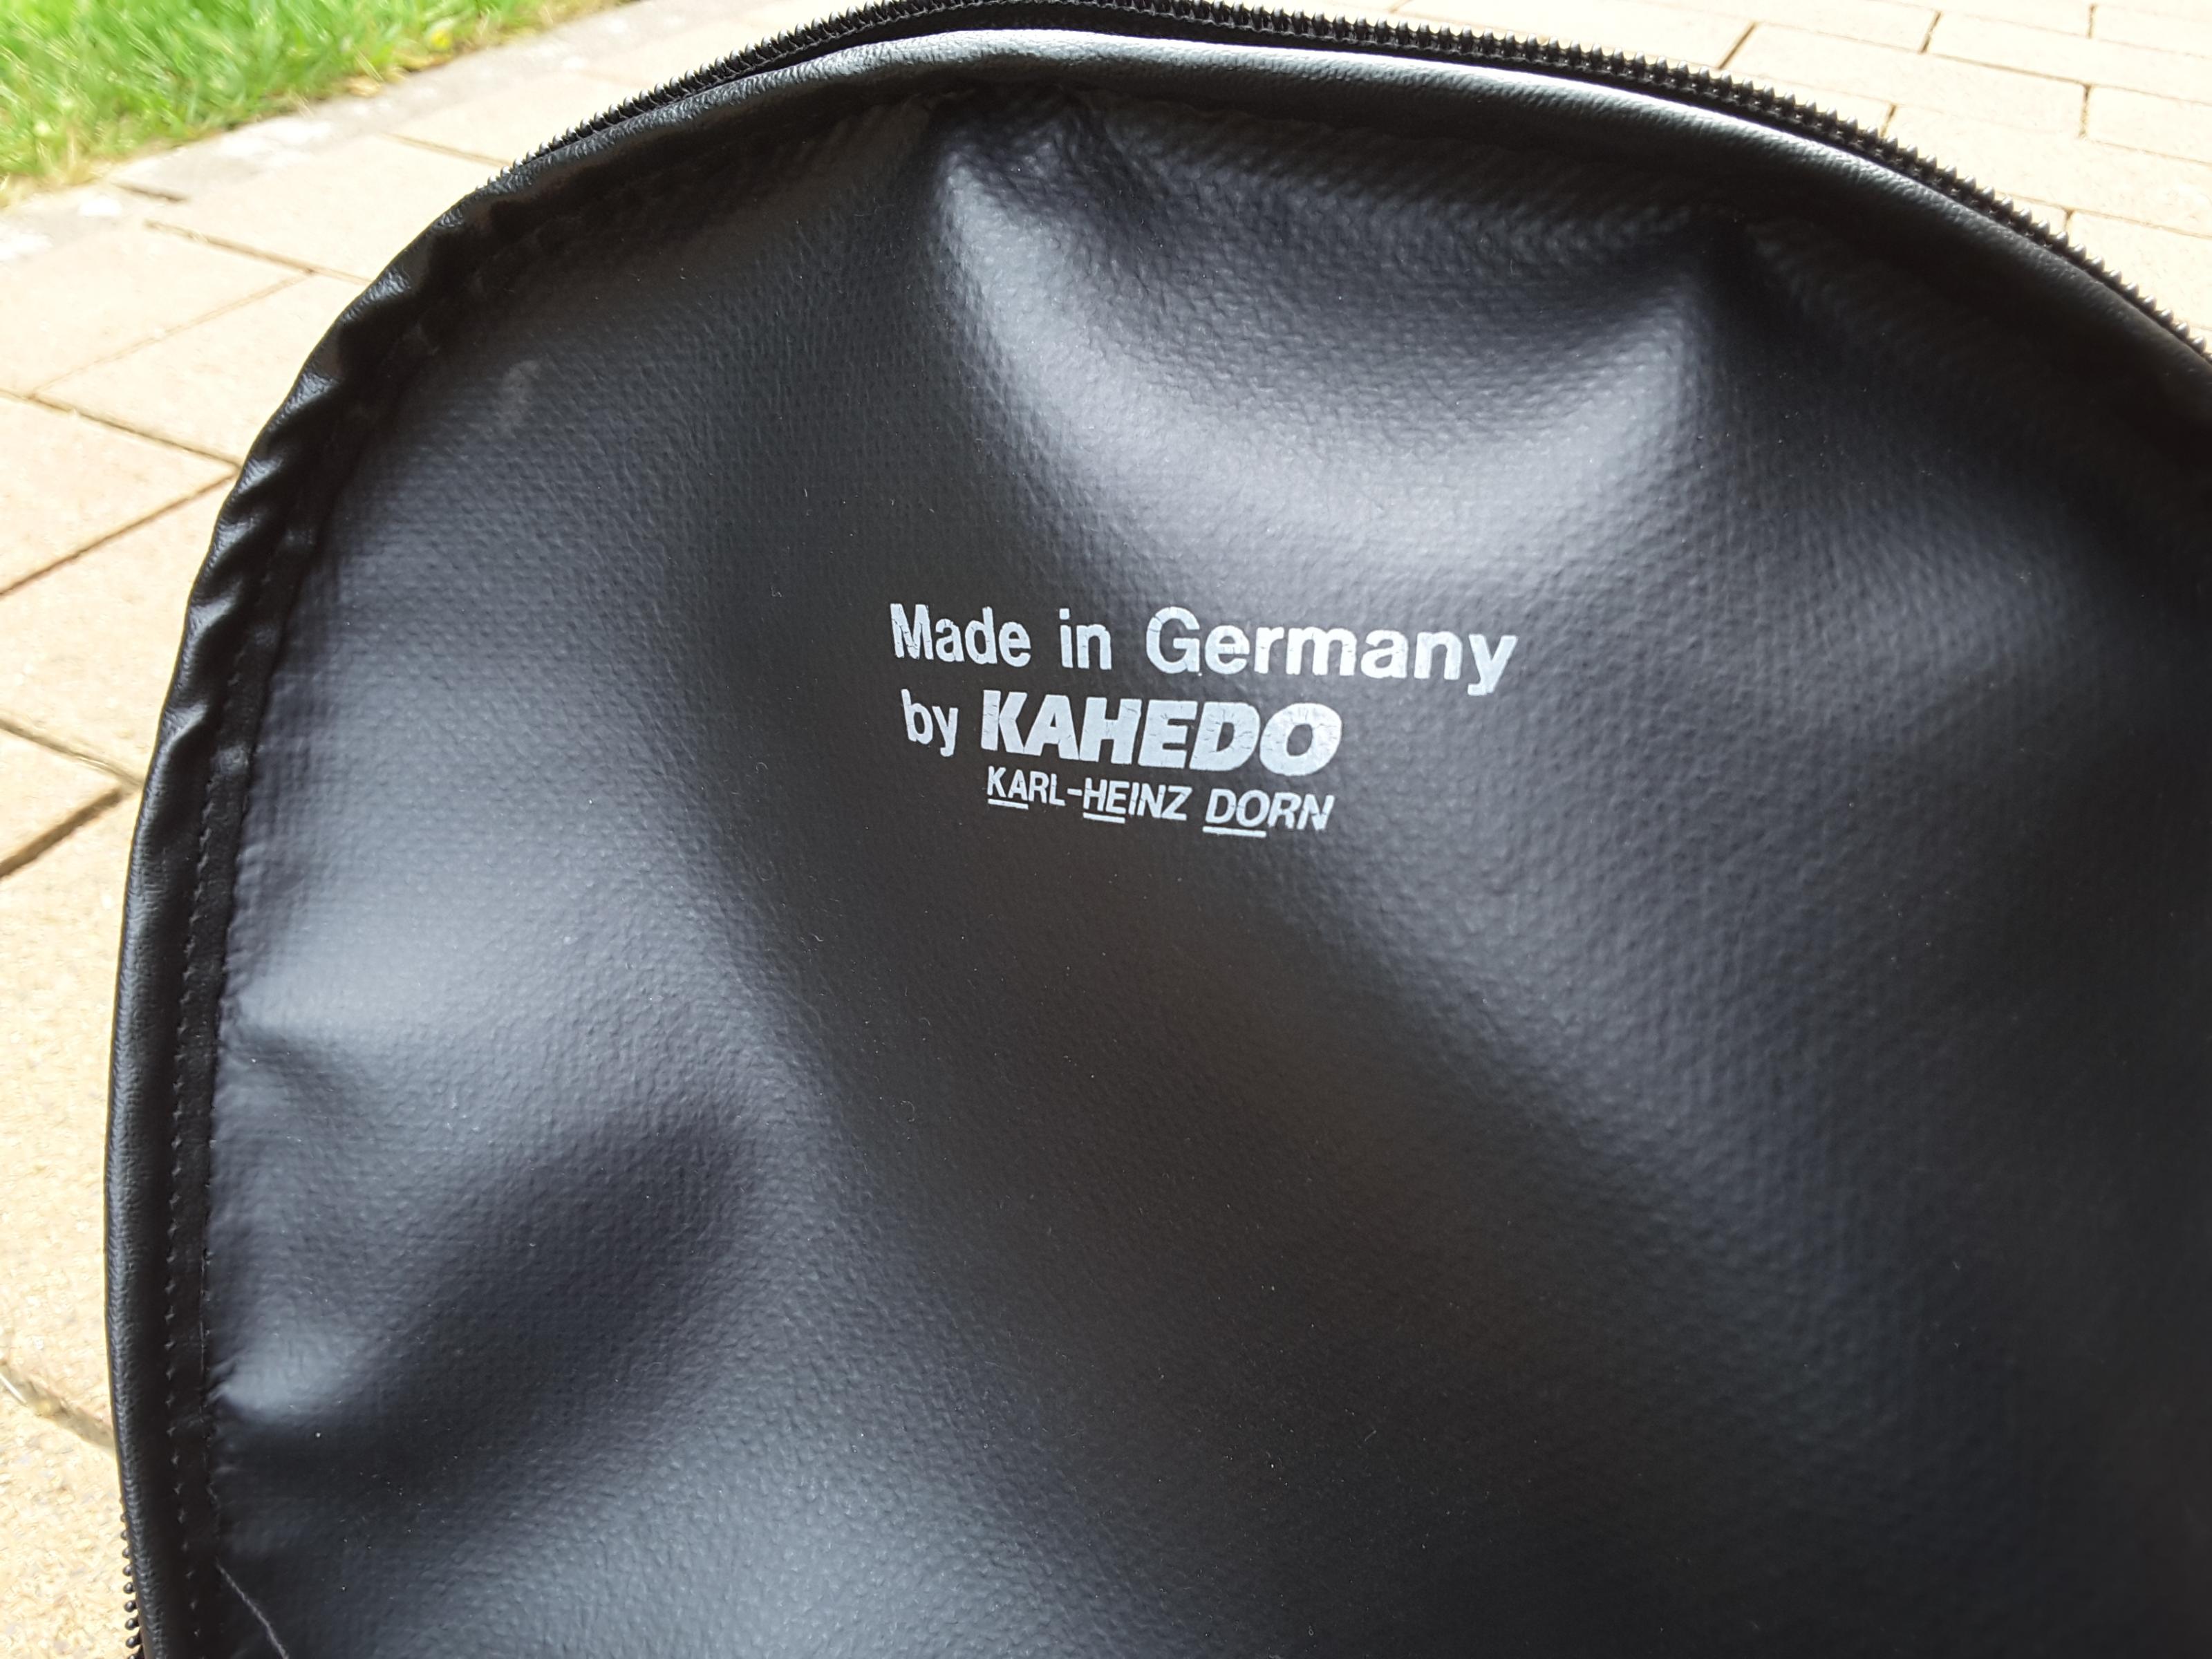 Made in Germany
by KAHEDO
KARL-HEINZ DORN